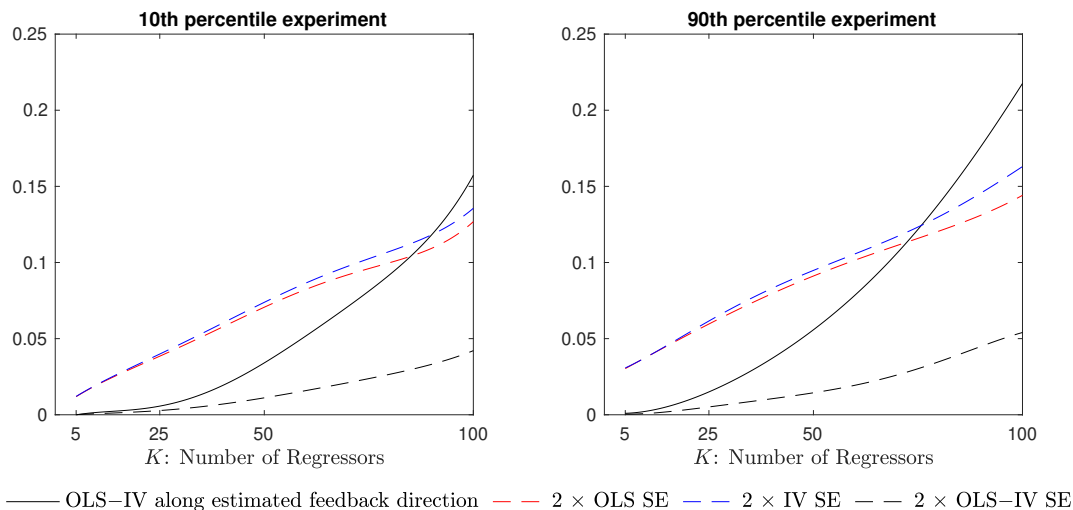 10th percentile experiment
0.25
0.2
0.15
0.1
0.05
0
5 25 50 100
K: Number of Regressors
90th percentile experiment
0.25
0.2
0.15
0.1
0.05
0
5 25 50 100
K: Number of Regressors
OLS−IV along estimated feedback direction 2 × OLS SE 2 × IV SE 2 × OLS−IV SE